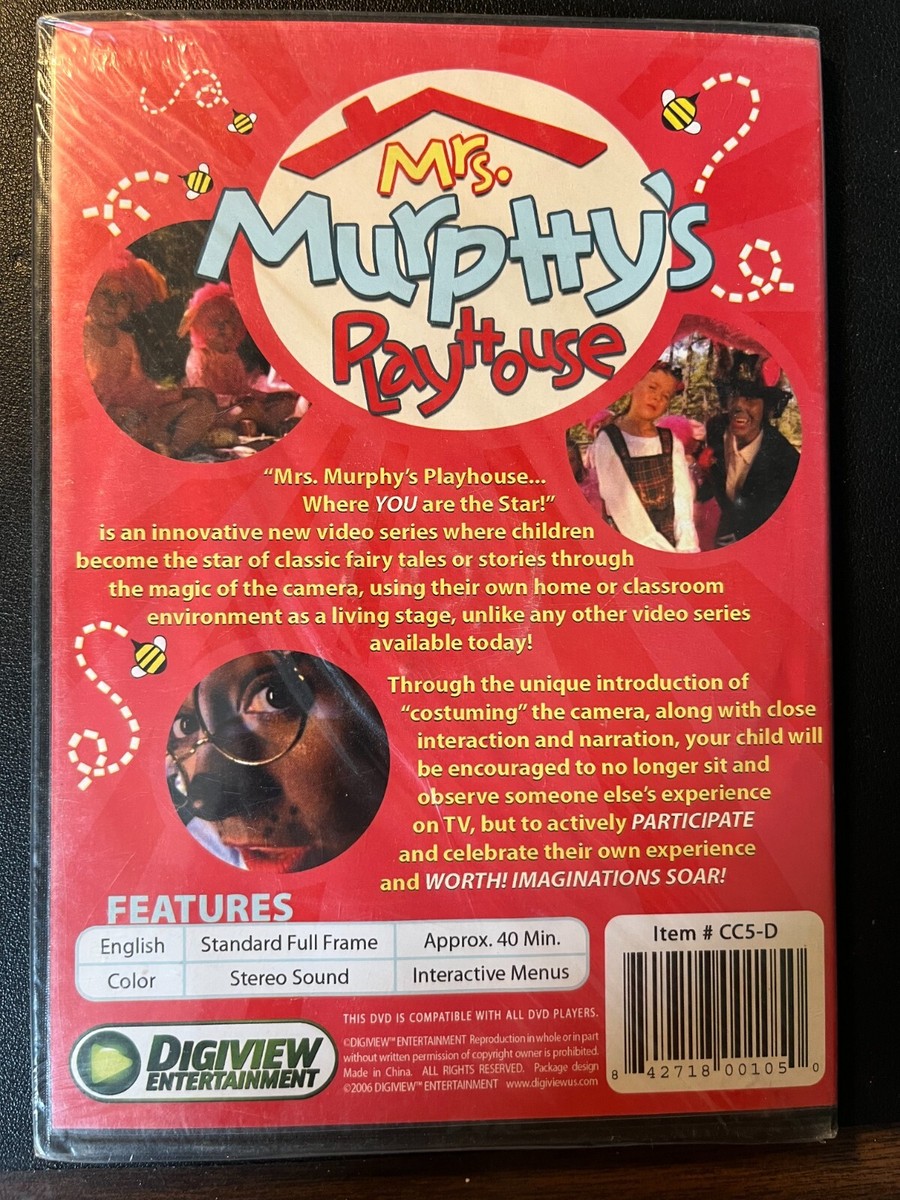 Mrs.
Murphy's
Playhouse
"Mrs. Murphy's Playhouse...
Where YOU are the Star!"
is an innovative new video series where children
become the star of classic fairy tales or stories through
the magic of the camera, using their own home or classroom
environment as a living stage, unlike any other video series
available today!
Through the unique introduction of
"costuming" the camera, along with close
interaction and narration, your child will
be encouraged to no longer sit and
observe someone else's experience
on TV, but to actively PARTICIPATE
and celebrate their own experience
and WORTH! IMAGINATIONS SOAR!
FEATURES
English Standard Full Frame Approx. 40 Min.
Color Stereo Sound Interactive Menus
Item # CC5-D
8 42718 00105 0
DIGIVIEW
ENTERTAINMENT
THIS DVD IS COMPATIBLE WITH ALL DVD PLAYERS.
©DIGIVIEW™ ENTERTAINMENT Reproduction in whole or in part
without written permission of copyright owner is prohibited.
Made in China. ALL RIGHTS RESERVED. Package design
©2006 DIGIVIEW™ ENTERTAINMENT www.digiviewus.com